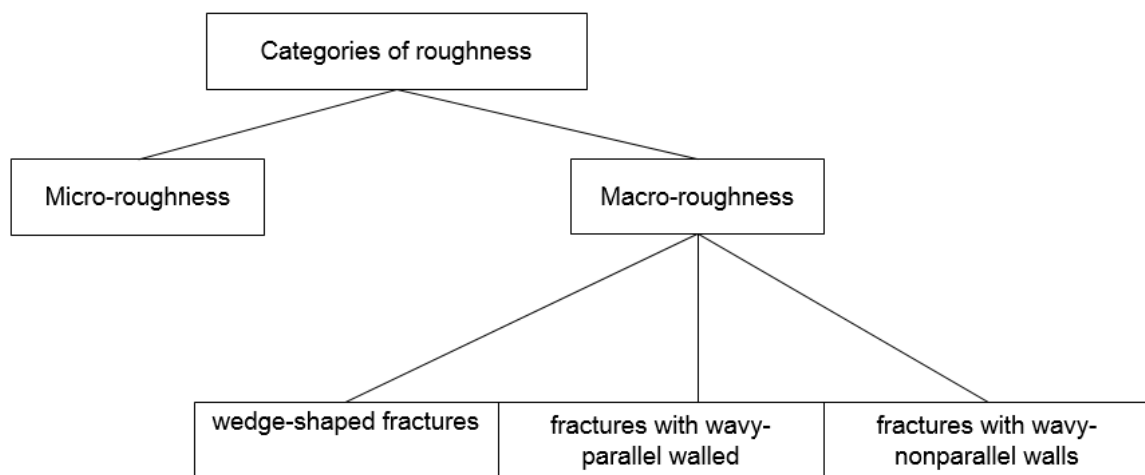 Categories of roughness
Micro-roughness
Macro-roughness
wedge-shaped fractures
fractures with wavy-
parallel walled
fractures with wavy-
nonparallel walls